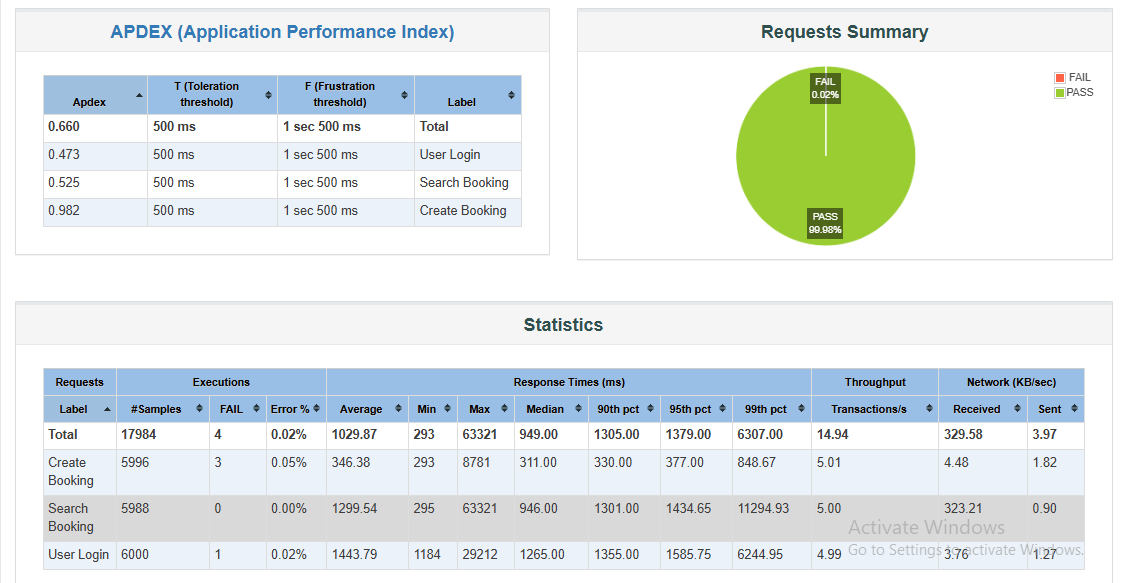 APDEX (Application Performance Index)
Apdex T (Toleration threshold) F (Frustration threshold) Label
0.660 500 ms 1 sec 500 ms Total
0.473 500 ms 1 sec 500 ms User Login
0.525 500 ms 1 sec 500 ms Search Booking
0.982 500 ms 1 sec 500 ms Create Booking
Requests Summary
FAIL
0.02%
PASS
99.98%
FAIL
PASS
Statistics
Requests Executions Response Times (ms) Throughput Network (KB/sec)
Label #Samples FAIL Error % Average Min Max Median 90th pct 95th pct 99th pct Transactions/s Received Sent
Total 17984 4 0.02% 1029.87 293 63321 949.00 1305.00 1379.00 6307.00 14.94 329.58 3.97
Create Booking 5996 3 0.05% 346.38 293 8781 311.00 330.00 377.00 848.67 5.01 4.48 1.82
Search Booking 5988 0 0.00% 1299.54 295 63321 946.00 1301.00 1434.65 11294.93 5.00 323.21 0.90
User Login 6000 1 0.02% 1443.79 1184 29212 1265.00 1355.00 1585.75 6244.95 4.99 3.76 1.27
Activate Windows
Go to Settings to activate Windows.